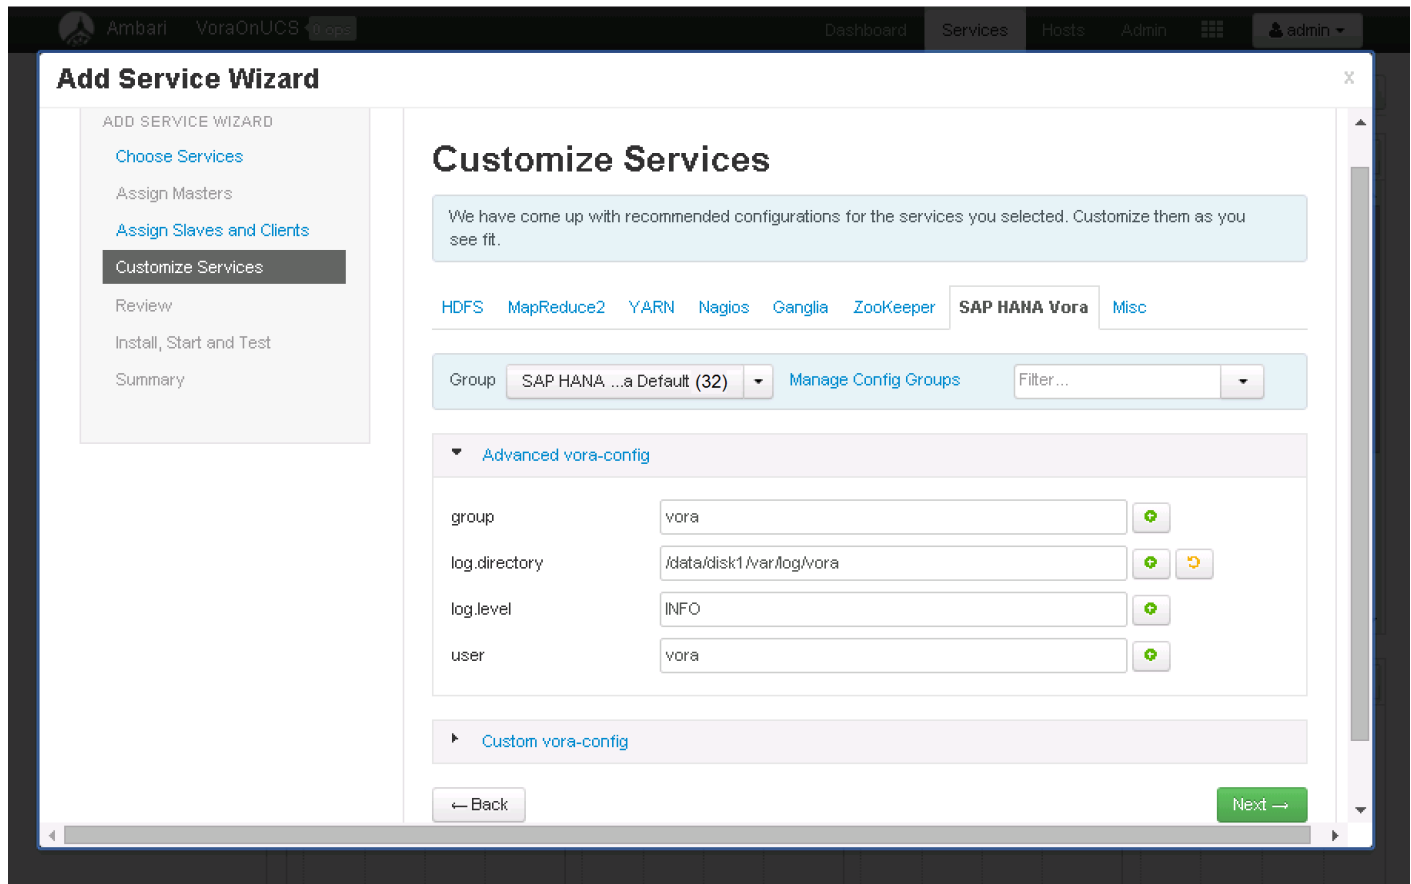 Ambari VoraOnUCS 0 ops Dashboard Services Hosts Admin admin
Add Service Wizard x
ADD SERVICE WIZARD
Choose Services
Assign Masters
Assign Slaves and Clients
Customize Services
Review
Install, Start and Test
Summary
Customize Services
We have come up with recommended configurations for the services you selected. Customize them as you
see fit.
HDFS MapReduce2 YARN Nagios Ganglia ZooKeeper SAP HANA Vora Misc
Group SAP HANA ...a Default (32) Manage Config Groups Filter...
Advanced vora-config
group vora
log.directory /data/disk1/var/log/vora
log.level INFO
user vora
Custom vora-config
← Back Next →